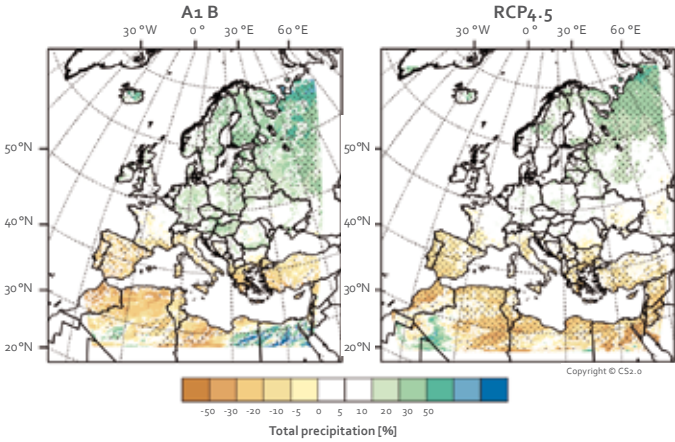 A1 B RCP4.5
30 °W 0 ° 30°E 60 °E 30°W 0° 30°E 60°E
50°N 50°N
40°N 40°N
30°N 30°N
20°N 20°N
Copyright © CS2.0
-50 -30 -20 -10 -5 0 5 10 20 30 50
Total precipitation [%]